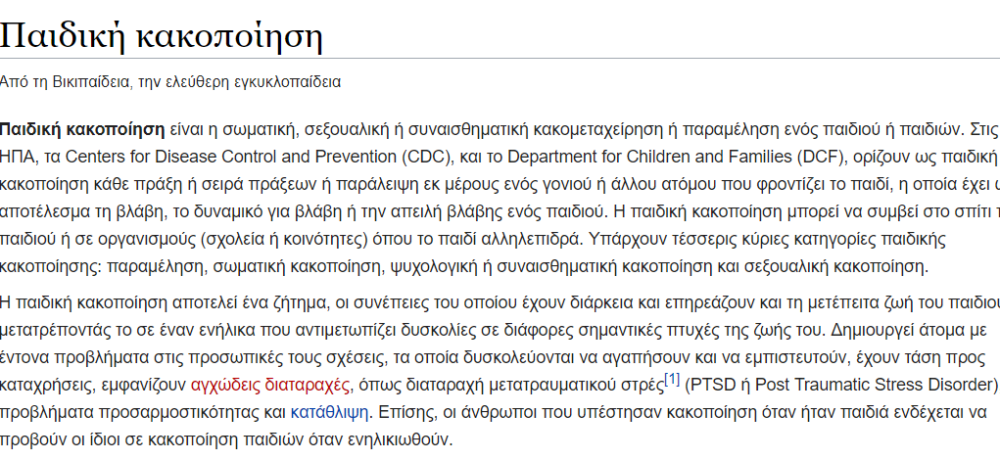 Παιδική κακοποίηση
Από τη Βικιπαίδεια, την ελεύθερη εγκυκλοπαίδεια
Παιδική κακοποίηση είναι η σωματική, σεξουαλική ή συναισθηματική κακομεταχείρηση ή παραμέληση ενός παιδιού ή παιδιών. Στις
ΗΠΑ, τα Centers for Disease Control and Prevention (CDC), και το Department for Children and Families (DCF), ορίζουν ως παιδική
κακοποίηση κάθε πράξη ή σειρά πράξεων ή παράλειψη εκ μέρους ενός γονιού ή άλλου ατόμου που φροντίζει το παιδί, η οποία έχει
αποτέλεσμα τη βλάβη, το δυναμικό για βλάβη ή την απειλή βλάβης ενός παιδιού. Η παιδική κακοποίηση μπορεί να συμβεί στο σπίτι
παιδιού ή σε οργανισμούς (σχολεία ή κοινότητες) όπου το παιδί αλληλεπιδρά. Υπάρχουν τέσσερις κύριες κατηγορίες παιδικής
κακοποίησης: παραμέληση, σωματική κακοποίηση, ψυχολογική ή συναισθηματική κακοποίηση και σεξουαλική κακοποίηση.
Η παιδική κακοποίηση αποτελεί ένα ζήτημα, οι συνέπειες του οποίου έχουν διάρκεια και επηρεάζουν και τη μετέπειτα ζωή του παιδιού
μετατρέποντάς το σε έναν ενήλικα που αντιμετωπίζει δυσκολίες σε διάφορες σημαντικές πτυχές της ζωής του. Δημιουργεί άτομα με
έντονα προβλήματα στις προσωπικές τους σχέσεις, τα οποία δυσκολεύονται να αγαπήσουν και να εμπιστευτούν, έχουν τάση προς
καταχρήσεις, εμφανίζουν αγχώδεις διαταραχές, όπως διαταραχή μετατραυματικού στρές[1] (PTSD ή Post Traumatic Stress Disorder)
προβλήματα προσαρμοστικότητας και κατάθλιψη. Επίσης, οι άνθρωποι που υπέστησαν κακοποίηση όταν ήταν παιδιά ενδέχεται να
προβούν οι ίδιοι σε κακοποίηση παιδιών όταν ενηλικιωθούν.